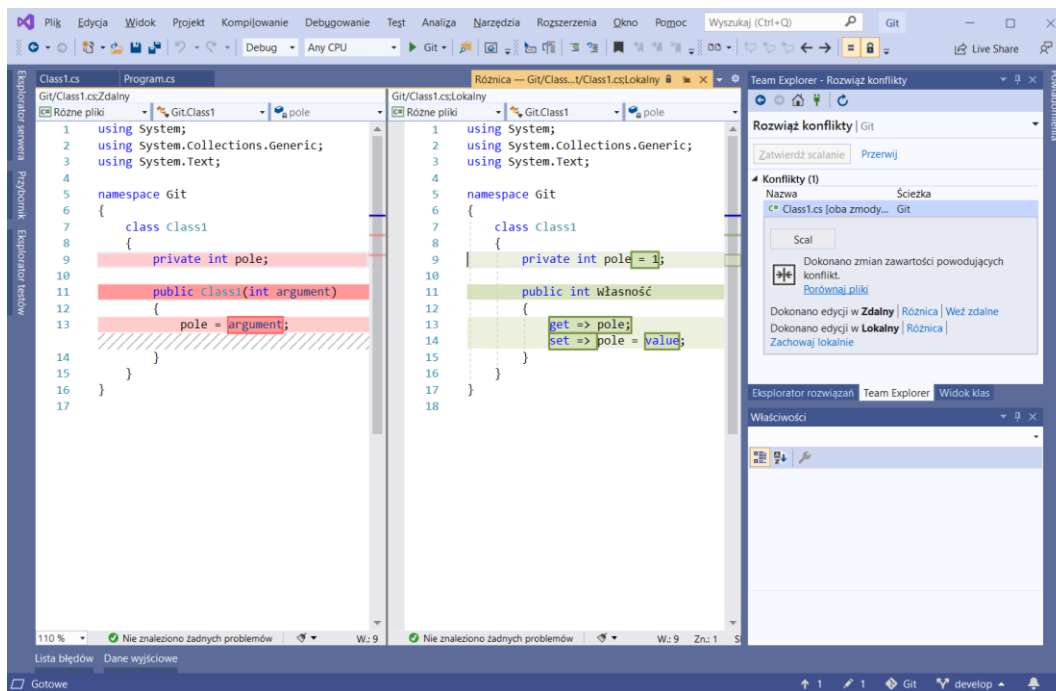 Plik Edycja Widok Projekt Kompilowanie Debugowanie Test Analiza Narzędzia Rozszerzenia Okno Pomoc Wyszukaj (Ctrl+Q) Git
Debug Any CPU Git Live Share
Eksplorator serwera
Przybornik
Eksplorator testów
Class1.cs Program.cs Różnica — Git/Class...t/Class1.cs;Lokalny
Git/Class1.cs;Zdalny
Różne pliki Git.Class1 pole
1 using System;
2 using System.Collections.Generic;
3 using System.Text;
4
5 namespace Git
6 {
7 class Class1
8 {
9 private int pole;
10
11 public Class1(int argument)
12 {
13 pole = argument;
14 }
15 }
16 }
17
110 % Nie znaleziono żadnych problemów W.: 9
Git/Class1.cs;Lokalny
Różne pliki Git.Class1 pole
1 using System;
2 using System.Collections.Generic;
3 using System.Text;
4
5 namespace Git
6 {
7 class Class1
8 {
9 private int pole = 1;
10
11 public int Własność
12 {
13 get => pole;
14 set => pole = value;
15 }
16 }
17 }
18
Nie znaleziono żadnych problemów W.: 9 Zn.: 1
Team Explorer - Rozwiąż konflikty
Rozwiąż konflikty | Git
Zatwierdź scalanie Przerwij
Konflikty (1)
Nazwa Ścieżka
Class1.cs [oba zmody... Git
Scal
Dokonano zmian zawartości powodujących
konflikt.
Porównaj pliki
Dokonano edycji w Zdalny | Różnica | Weź zdalne
Dokonano edycji w Lokalny | Różnica |
Zachowaj lokalnie
Eksplorator rozwiązań Team Explorer Widok klas
Właściwości
Powiadomienia
Lista błędów Dane wyjściowe
Gotowe 1 1 Git develop